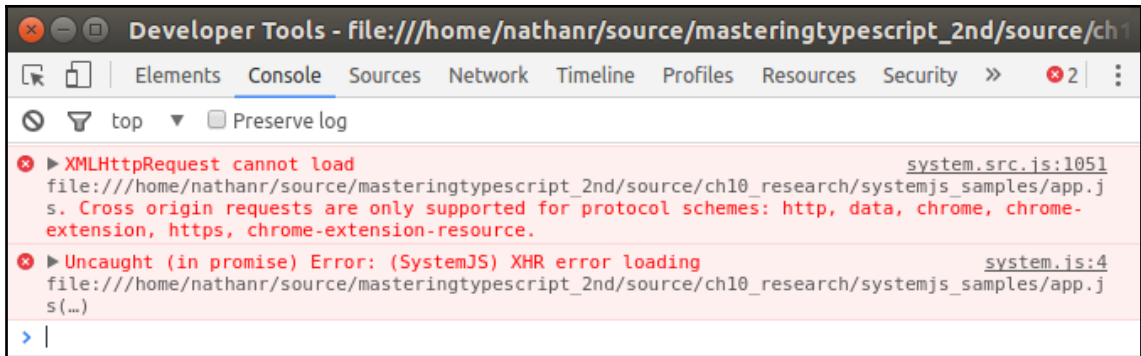 Developer Tools - file:///home/nathanr/source/masteringtypescript_2nd/source/ch1
Elements Console Sources Network Timeline Profiles Resources Security » 2
top ▼ Preserve log
XMLHttpRequest cannot load system.src.js:1051
file:///home/nathanr/source/masteringtypescript_2nd/source/ch10_research/systemjs_samples/app.j
s. Cross origin requests are only supported for protocol schemes: http, data, chrome, chrome-
extension, https, chrome-extension-resource.
Uncaught (in promise) Error: (SystemJS) XHR error loading system.js:4
file:///home/nathanr/source/masteringtypescript_2nd/source/ch10_research/systemjs_samples/app.j
s(…)
>